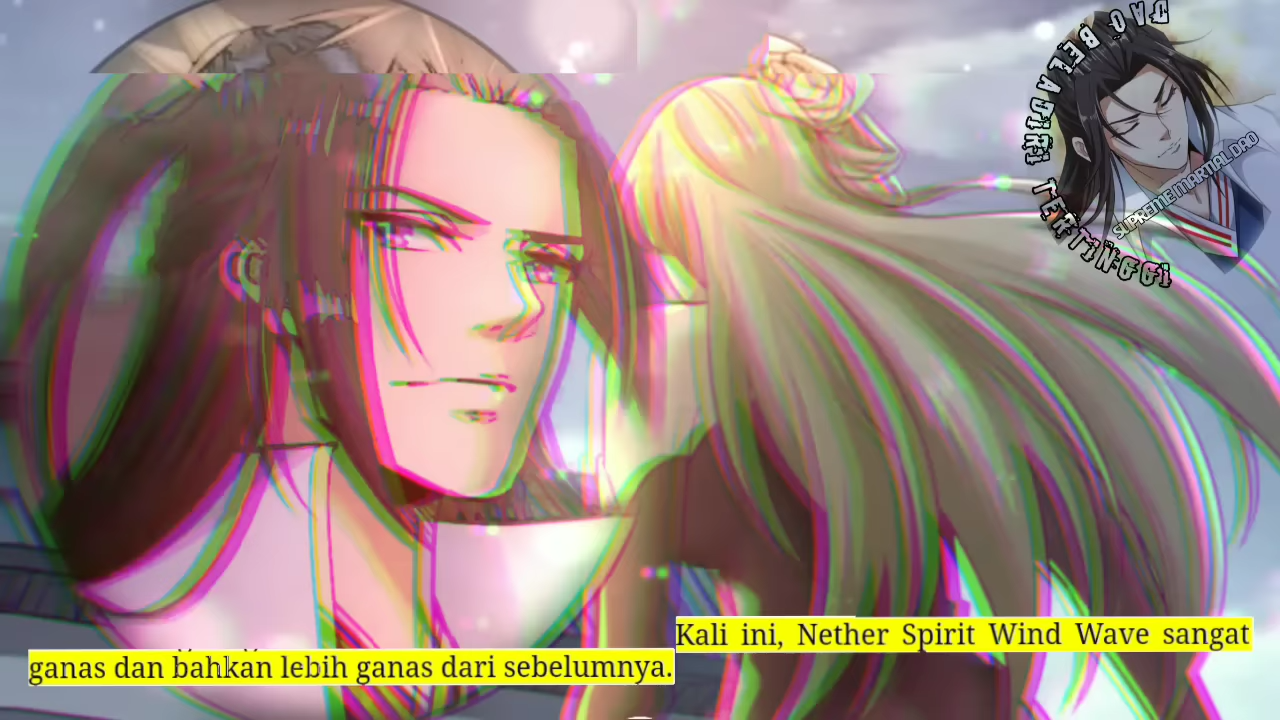 DAO BELADIRI TERTINGGI
SUPREME MARTIAL DAO
Kali ini, Nether Spirit Wind Wave sangat
ganas dan bahkan lebih ganas dari sebelumnya.